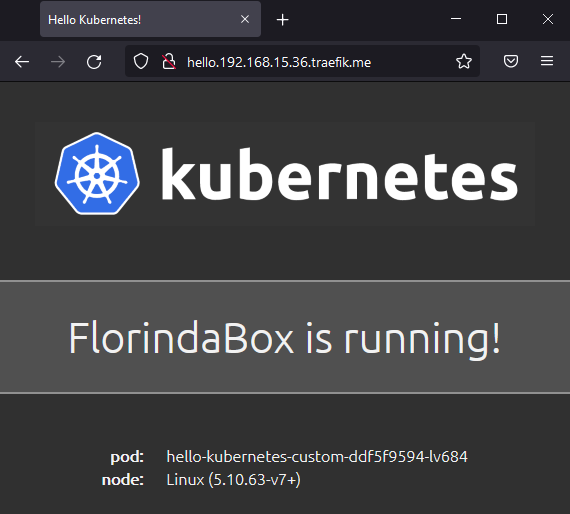 Hello Kubernetes!
hello.192.168.15.36.traefik.me
kubernetes
FlorindaBox is running!
pod: hello-kubernetes-custom-ddf5f9594-lv684
node: Linux (5.10.63-v7+)